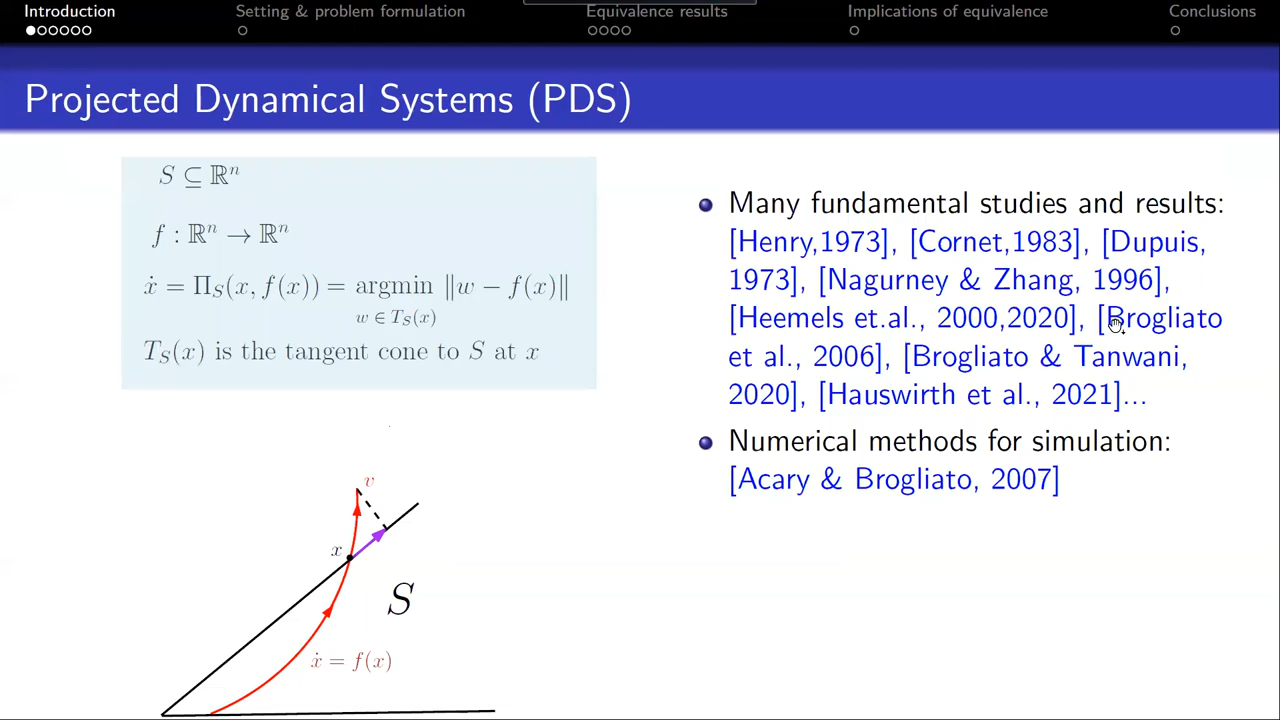 Introduction
Setting & problem formulation
Equivalence results
Implications of equivalence
Conclusions
Projected Dynamical Systems (PDS)
S ⊆ ℝⁿ
f : ℝⁿ → ℝⁿ
ẋ = Π_S(x, f(x)) = argmin ‖w − f(x)‖
w ∈ T_S(x)
T_S(x) is the tangent cone to S at x
Many fundamental studies and results:
[Henry,1973], [Cornet,1983], [Dupuis,
1973], [Nagurney & Zhang, 1996],
[Heemels et.al., 2000,2020], [Brogliato
et al., 2006], [Brogliato & Tanwani,
2020], [Hauswirth et al., 2021]...
Numerical methods for simulation:
[Acary & Brogliato, 2007]
v
x
S
ẋ = f(x)